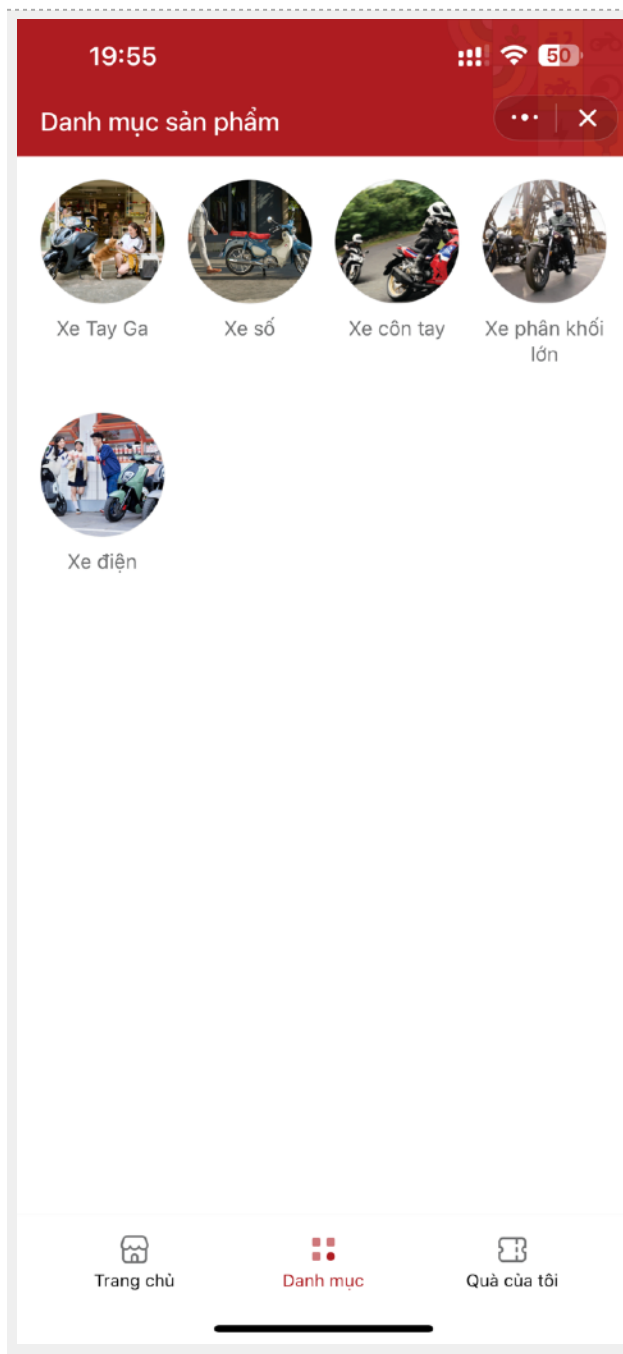 19:55
50
Danh mục sản phẩm
Xe Tay Ga
Xe số
Xe côn tay
Xe phân khối
lớn
Xe điện
Trang chủ
Danh mục
Quà của tôi